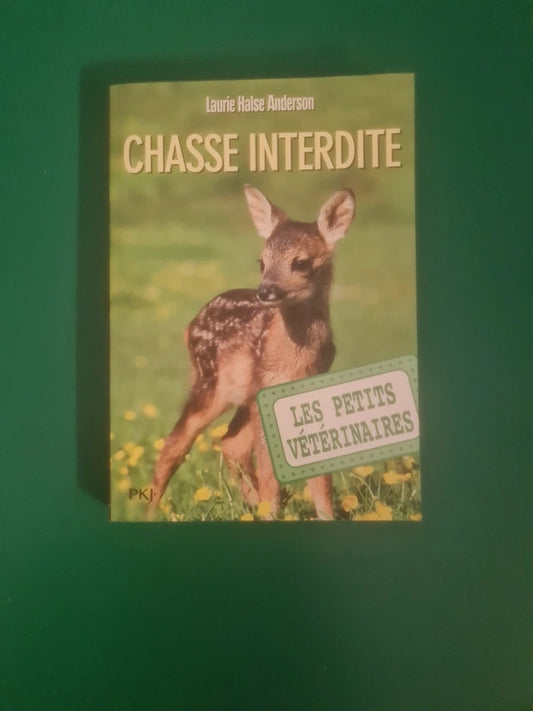 Laurie Halse Anderson
CHASSE INTERDITE
LES PETITS
VÉTÉRINAIRES
PKJ.